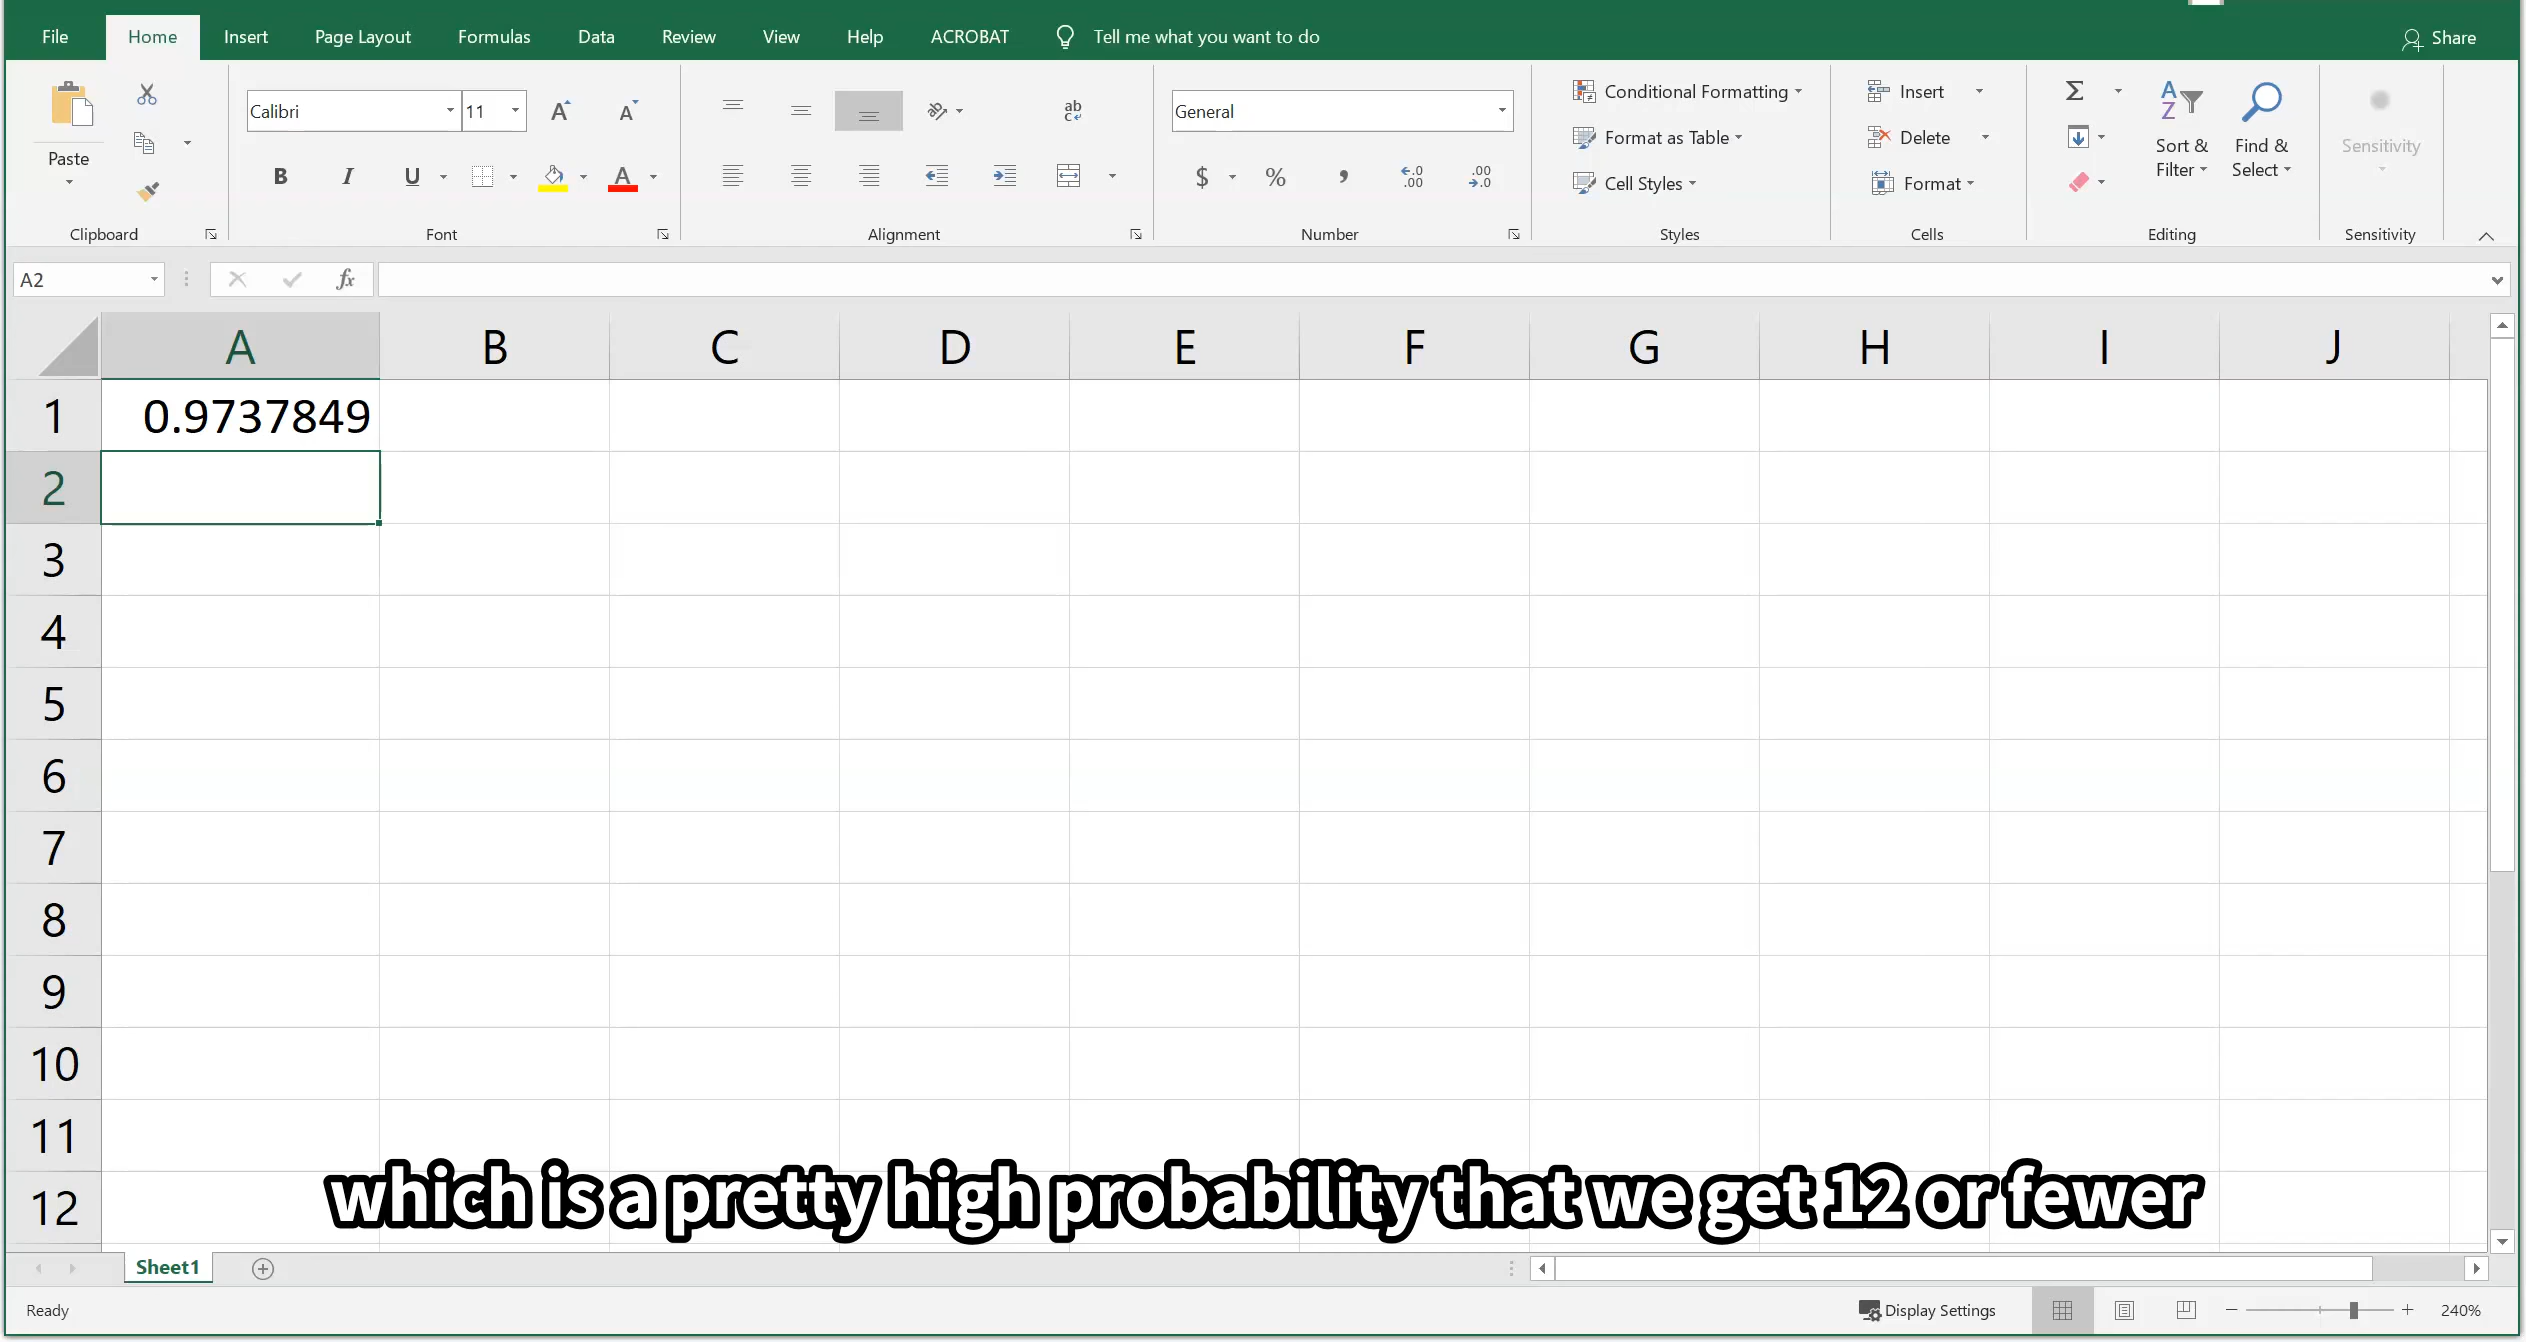 File Home Insert Page Layout Formulas Data Review View Help ACROBAT Tell me what you want to do Share
Paste
Calibri 11
General
Conditional Formatting
Format as Table
Cell Styles
Insert
Delete
Format
Sort & Filter
Find & Select
Sensitivity
Clipboard Font Alignment Number Styles Cells Editing Sensitivity
A2 fx
A B C D E F G H I J
1 0.9737849
2
3
4
5
6
7
8
9
10
11
12
which is a pretty high probability that we get 12 or fewer
Sheet1
Ready Display Settings 240%